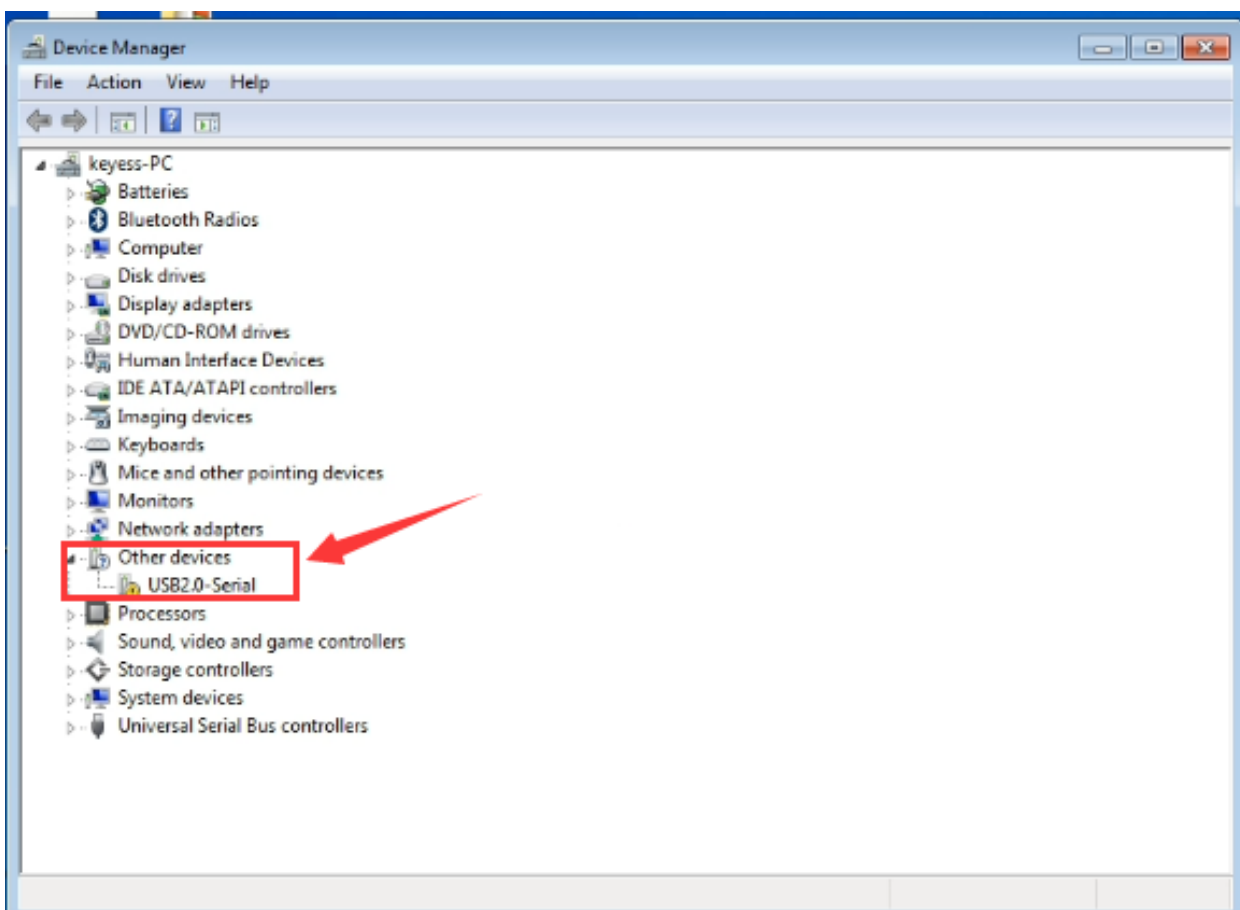 Device Manager
File Action View Help
keyess-PC
Batteries
Bluetooth Radios
Computer
Disk drives
Display adapters
DVD/CD-ROM drives
Human Interface Devices
IDE ATA/ATAPI controllers
Imaging devices
Keyboards
Mice and other pointing devices
Monitors
Network adapters
Other devices
USB2.0-Serial
Processors
Sound, video and game controllers
Storage controllers
System devices
Universal Serial Bus controllers